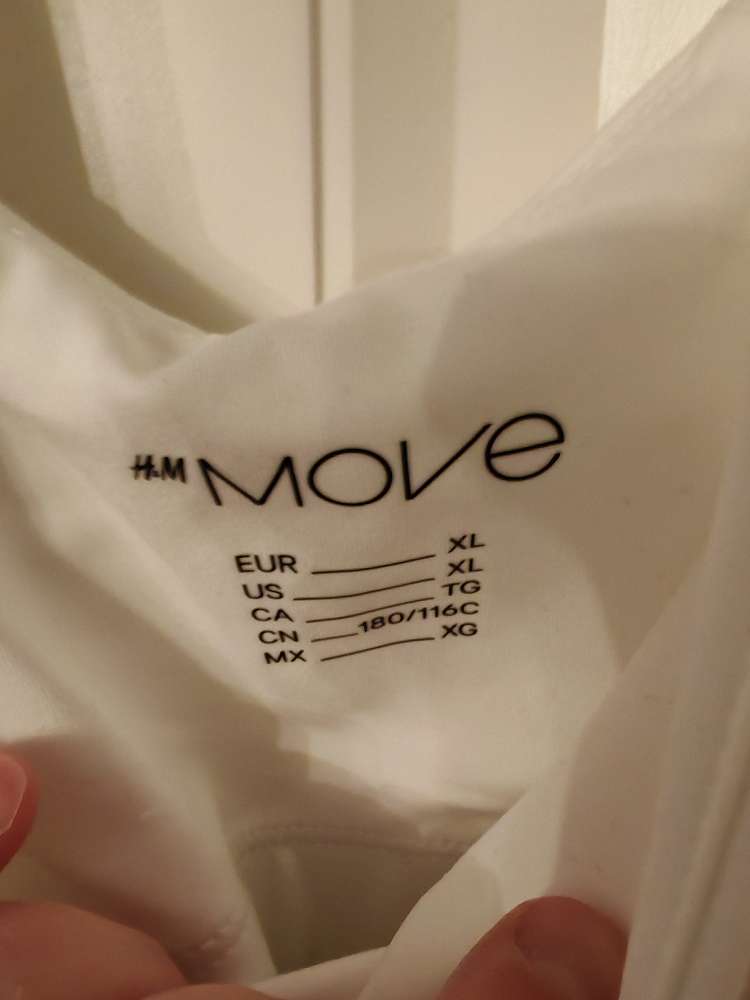 H&M MOVE
EUR XL
US XL
CA TG
CN 180/116C
MX XG